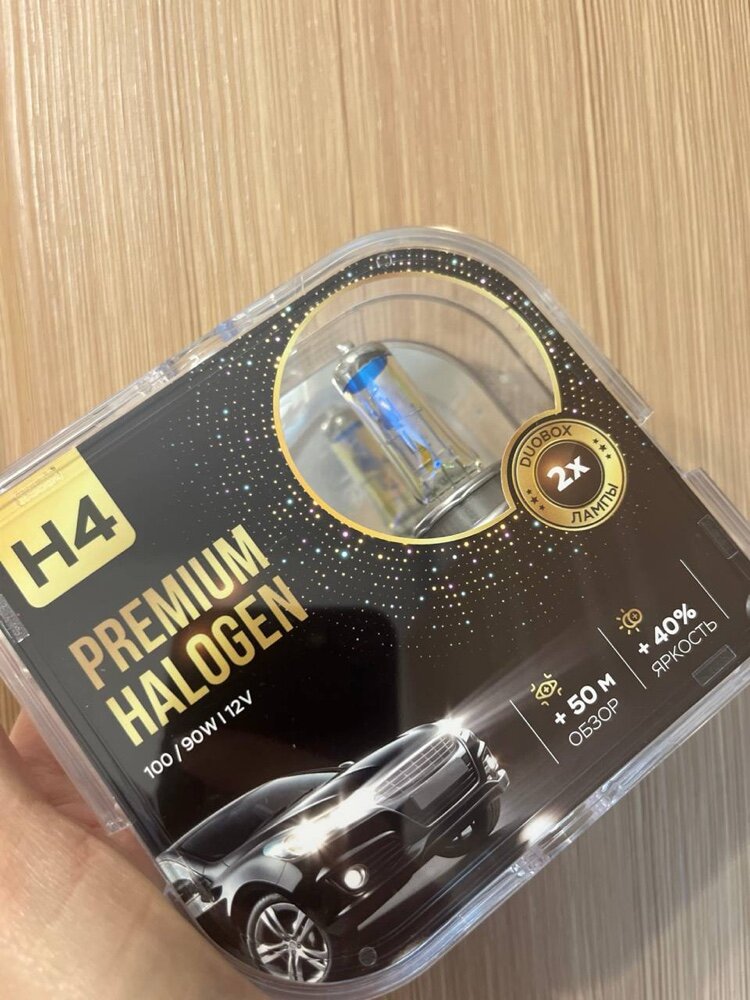 DUOBOX
2x
ЛАМПЫ
H4
PREMIUM
HALOGEN
100 / 90W | 12V
+ 50 м
ОБЗОР
+ 40%
ЯРКОСТЬ